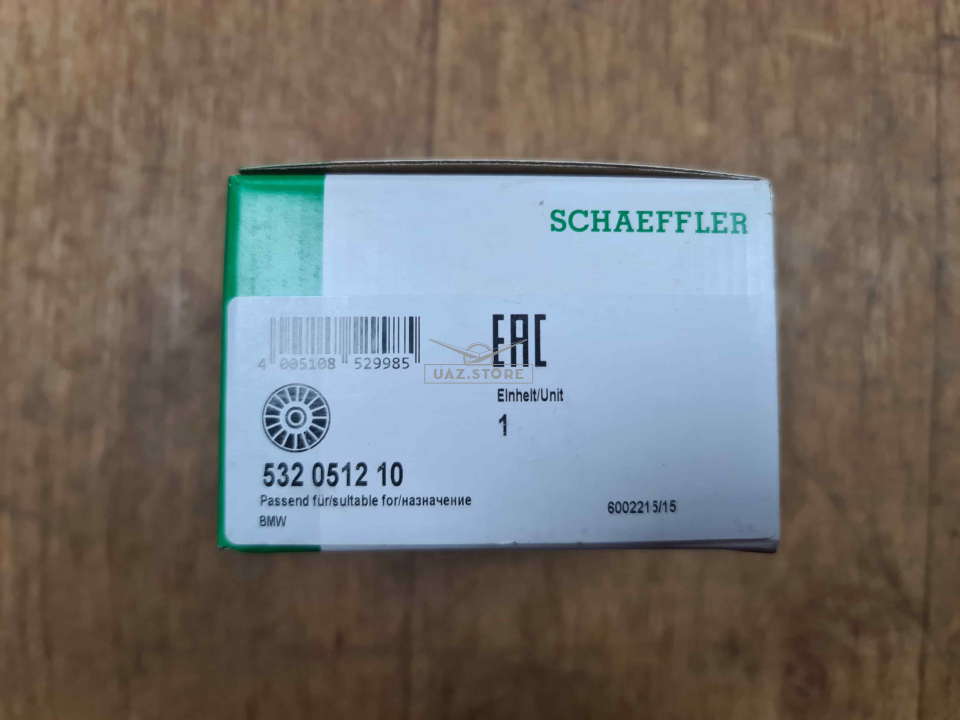 SCHAEFFLER
4 005108 529985
EAC
UAZ.STORE
Einheit/Unit
1
532 0512 10
Passend für/suitable for/назначение
BMW
6002215/15